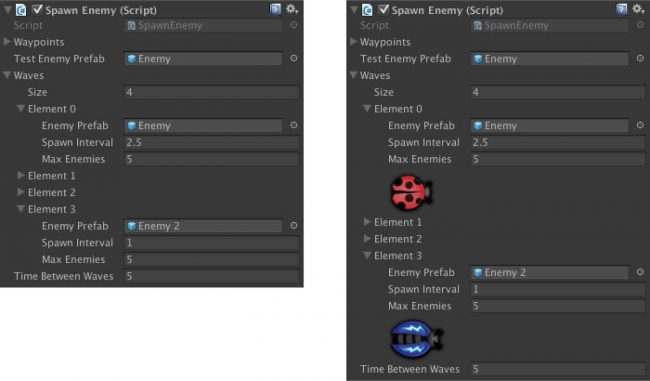 Spawn Enemy (Script)
Script SpawnEnemy
Waypoints
Test Enemy Prefab Enemy
Waves
Size 4
Element 0
Enemy Prefab Enemy
Spawn Interval 2.5
Max Enemies 5
Element 1
Element 2
Element 3
Enemy Prefab Enemy 2
Spawn Interval 1
Max Enemies 5
Time Between Waves 5
Spawn Enemy (Script)
Script SpawnEnemy
Waypoints
Test Enemy Prefab Enemy
Waves
Size 4
Element 0
Enemy Prefab Enemy
Spawn Interval 2.5
Max Enemies 5
Element 1
Element 2
Element 3
Enemy Prefab Enemy 2
Spawn Interval 1
Max Enemies 5
Time Between Waves 5